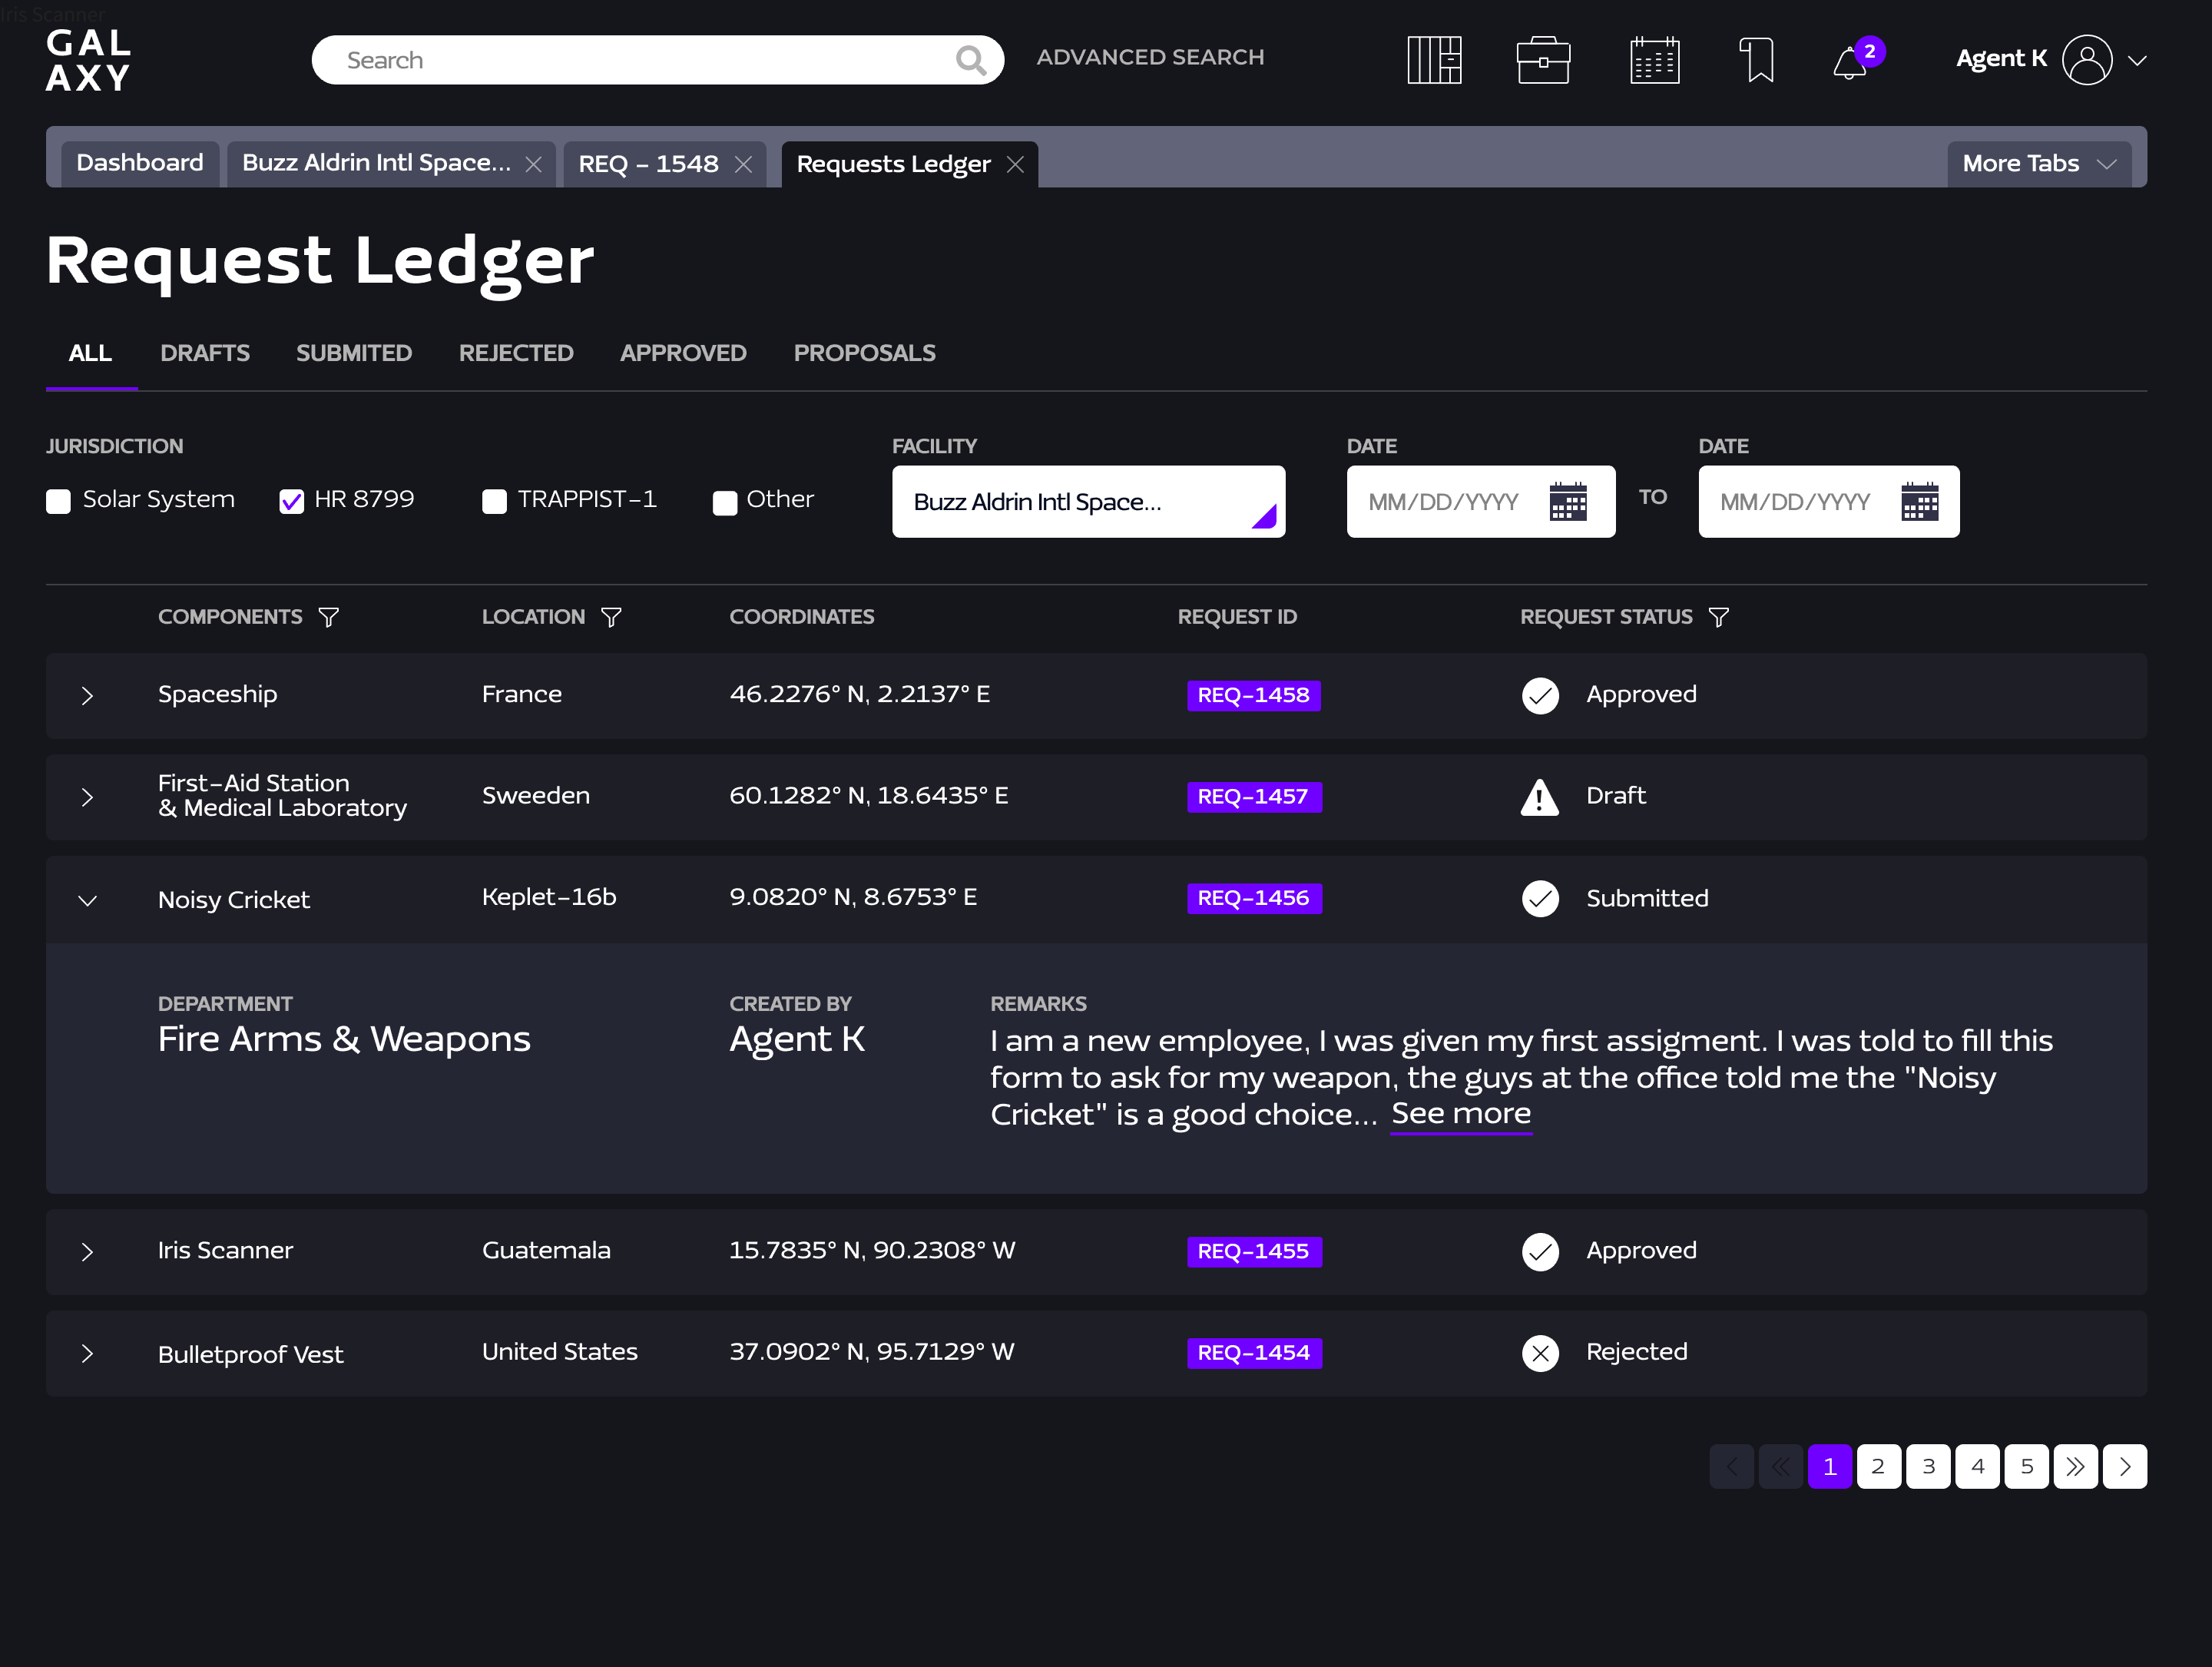 Iris Scanner
GAL
AXY
Search
ADVANCED SEARCH
2
Agent K
Dashboard
Buzz Aldrin Intl Space...
REQ - 1548
Requests Ledger
More Tabs
Request Ledger
ALL
DRAFTS
SUBMITED
REJECTED
APPROVED
PROPOSALS
JURISDICTION
Solar System
HR 8799
TRAPPIST-1
Other
FACILITY
Buzz Aldrin Intl Space...
DATE
MM/DD/YYYY
TO
DATE
MM/DD/YYYY
COMPONENTS
LOCATION
COORDINATES
REQUEST ID
REQUEST STATUS
Spaceship
France
46.2276° N, 2.2137° E
REQ-1458
Approved
First-Aid Station
& Medical Laboratory
Sweeden
60.1282° N, 18.6435° E
REQ-1457
Draft
Noisy Cricket
Keplet-16b
9.0820° N, 8.6753° E
REQ-1456
Submitted
DEPARTMENT
Fire Arms & Weapons
CREATED BY
Agent K
REMARKS
I am a new employee, I was given my first assigment. I was told to fill this
form to ask for my weapon, the guys at the office told me the "Noisy
Cricket" is a good choice... See more
Iris Scanner
Guatemala
15.7835° N, 90.2308° W
REQ-1455
Approved
Bulletproof Vest
United States
37.0902° N, 95.7129° W
REQ-1454
Rejected
1
2
3
4
5